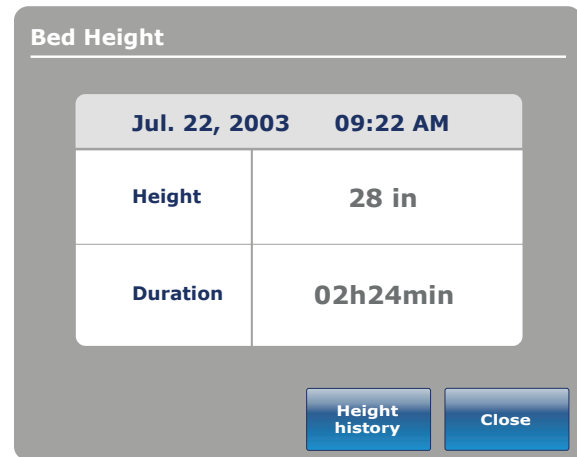 Bed Height
Jul. 22, 2003 09:22 AM
Height 28 in
Duration 02h24min
Height
history
Close